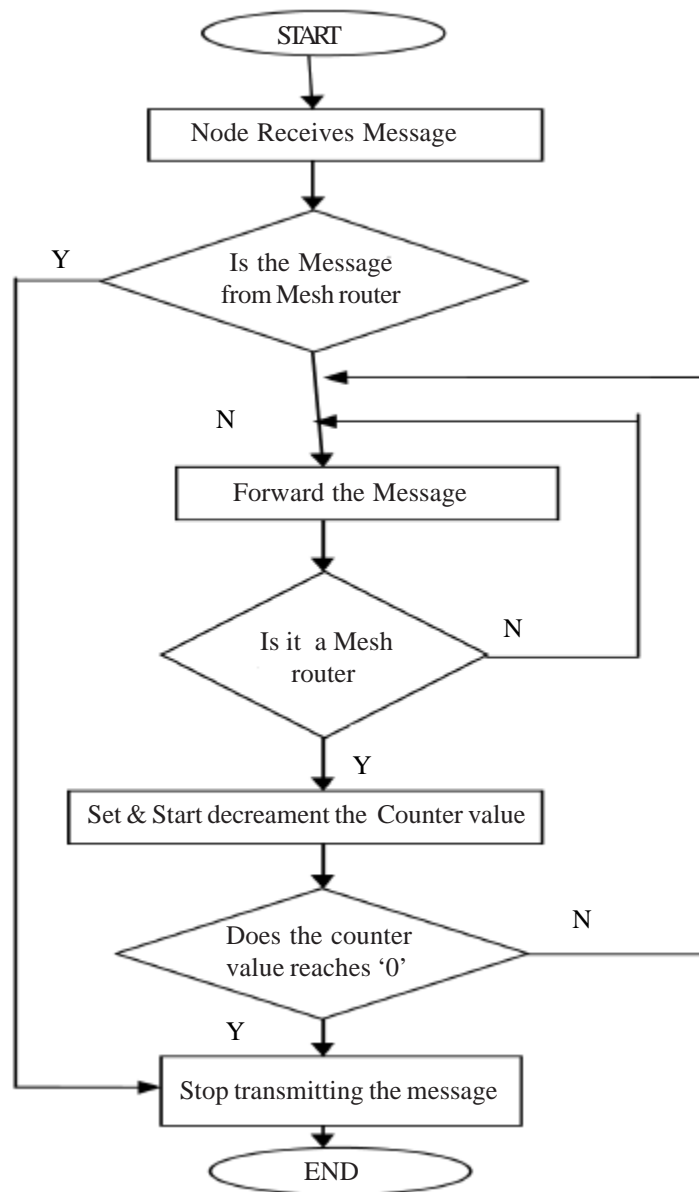 START
Node Receives Message
Y
Is the Message
from Mesh router
N
Forward the Message
Is it a Mesh
router
N
Y
Set & Start decreament the Counter value
Does the counter
value reaches ‘0’
N
Y
Stop transmitting the message
END